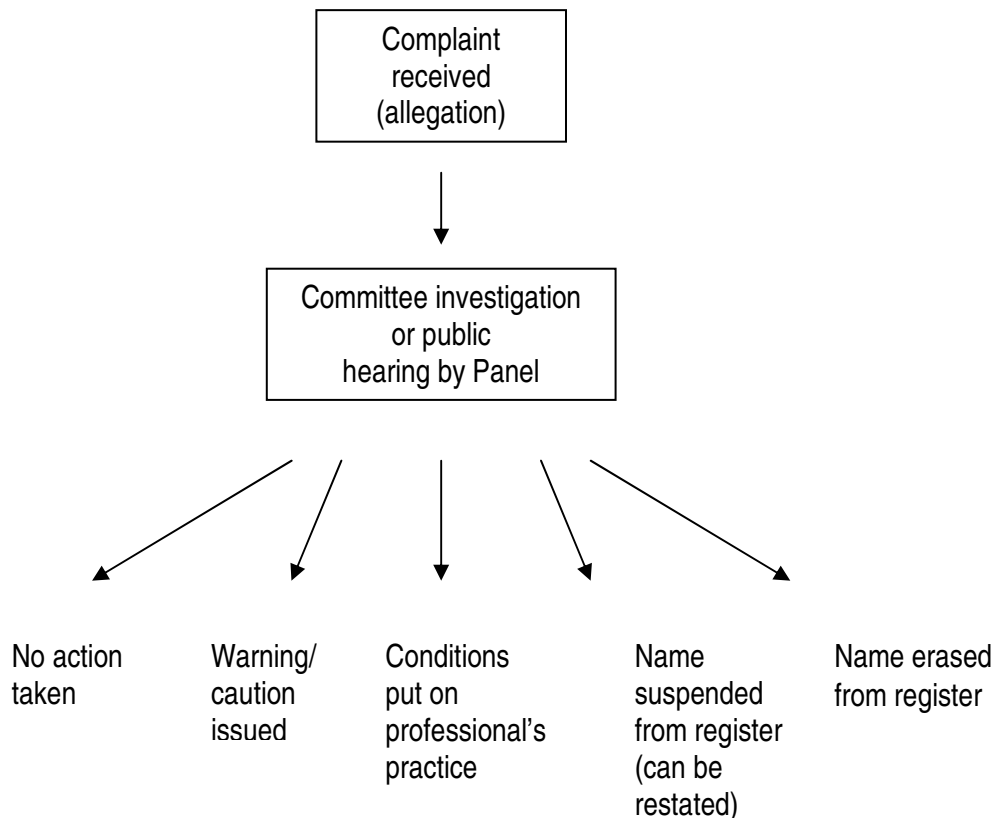 Complaint
received
(allegation)
Committee investigation
or public
hearing by Panel
No action
taken
Warning/
caution
issued
Conditions
put on
professional's
practice
Name
suspended
from register
(can be
restated)
Name erased
from register